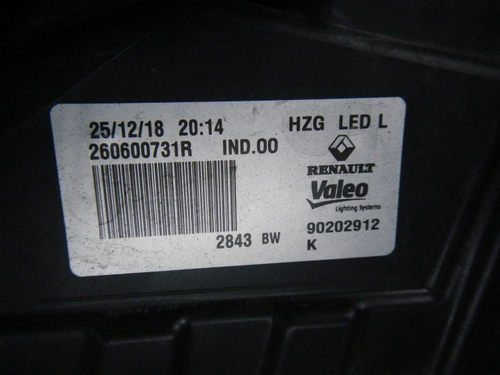 25/12/18 20:14 HZG LED L
260600731R IND.00
RENAULT
Valeo
Lighting Systems
2843 BW 90202912
K